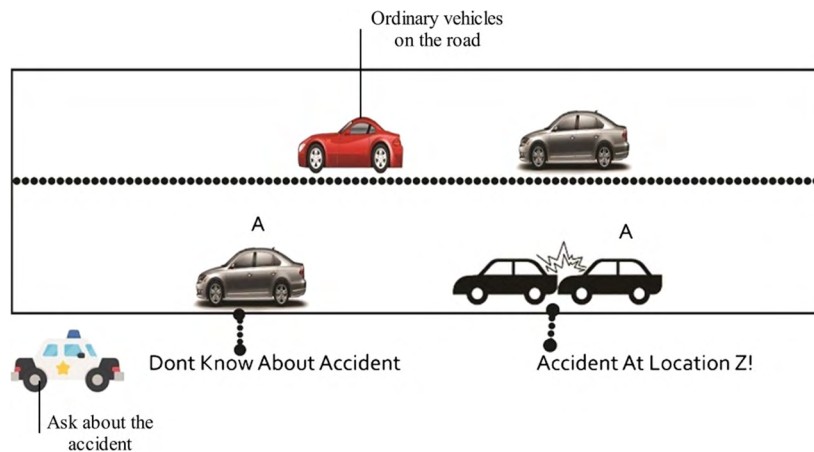 Ordinary vehicles
on the road
A
A
Dont Know About Accident
Accident At Location Z!
Ask about the
accident